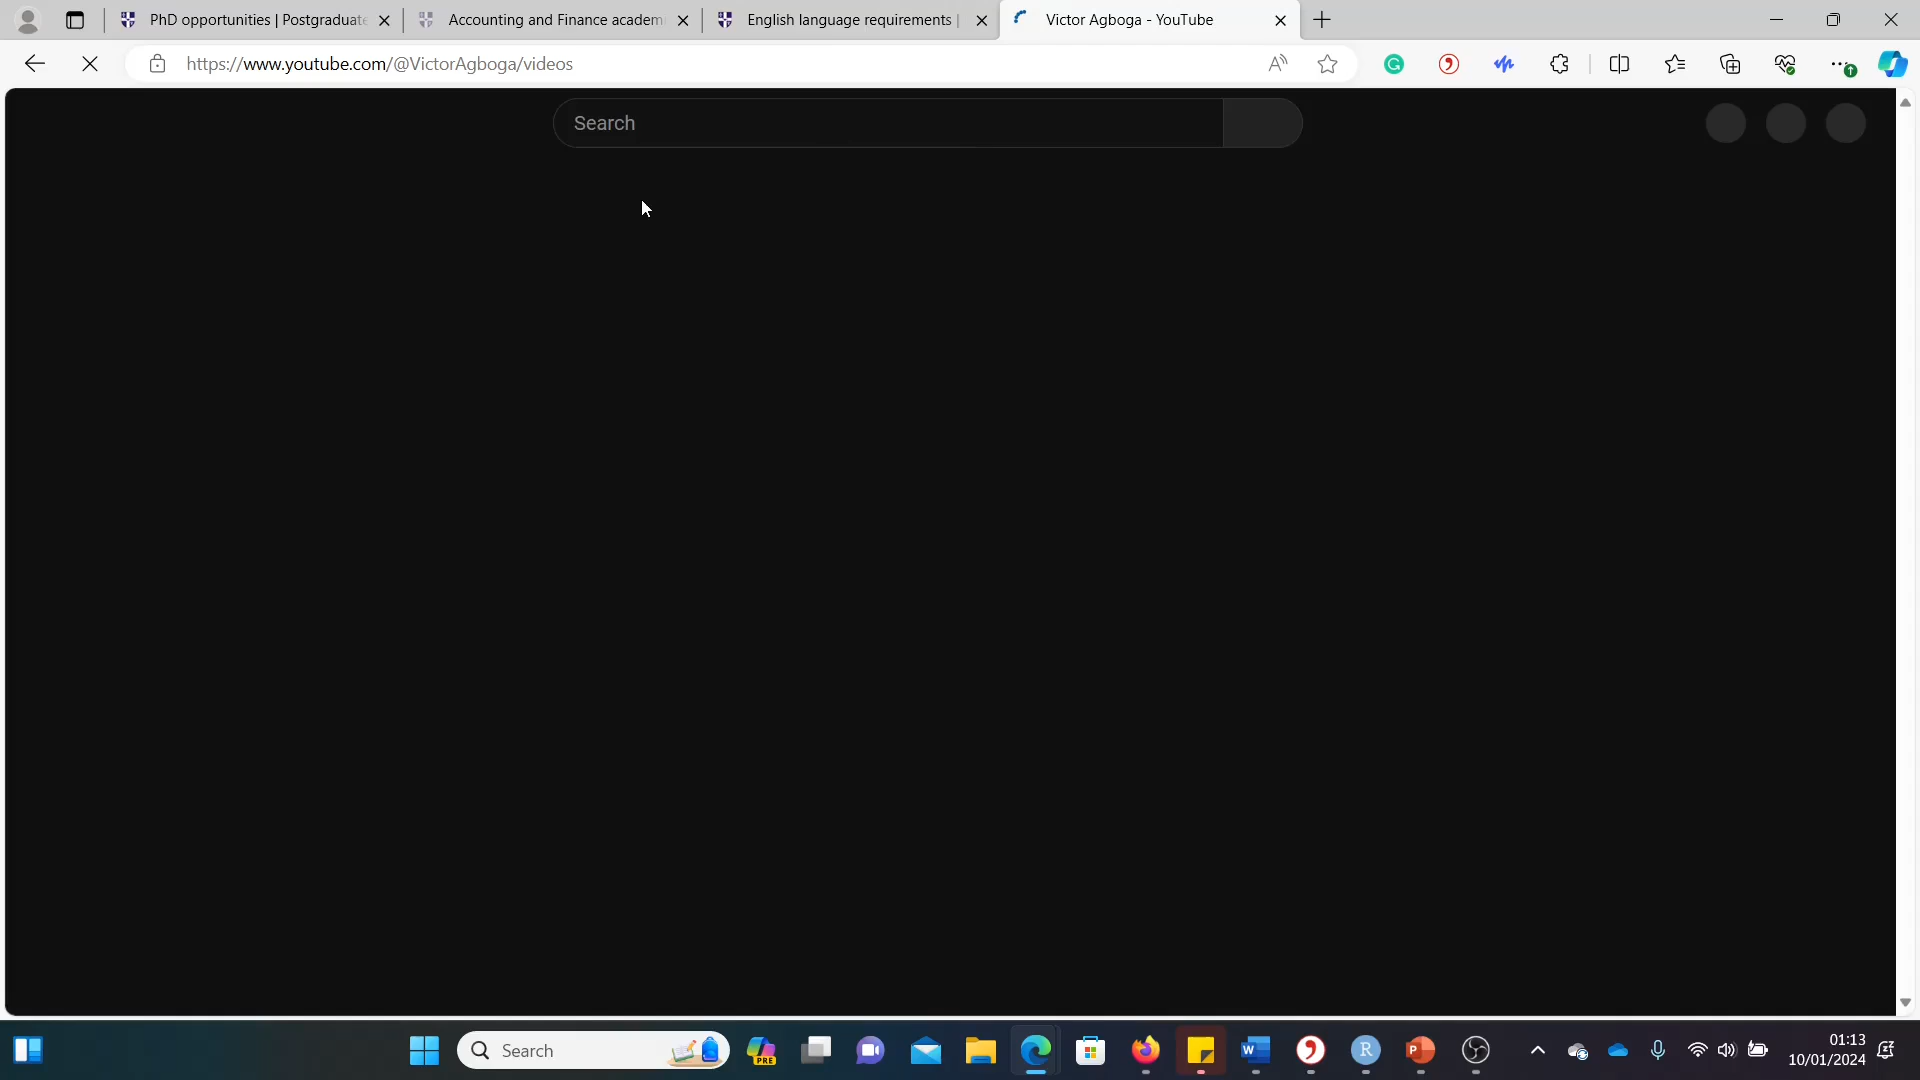 PhD opportunities | Postgraduate
Accounting and Finance academ
English language requirements |
Victor Agboga - YouTube
https://www.youtube.com/@VictorAgboga/videos
Search
Search
PRE
01:13
10/01/2024